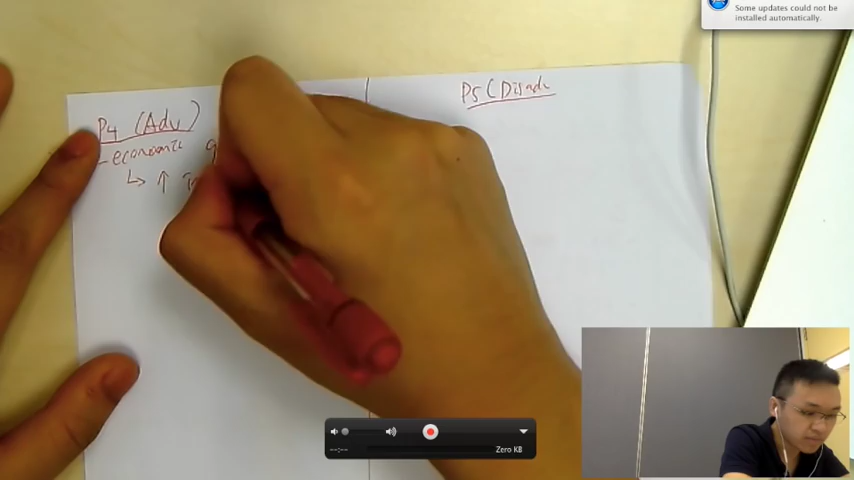 Some updates could not be
installed automatically.
P4 (Adv)
P5 (Disadv
- economic
↳ ↑
--:--
Zero KB